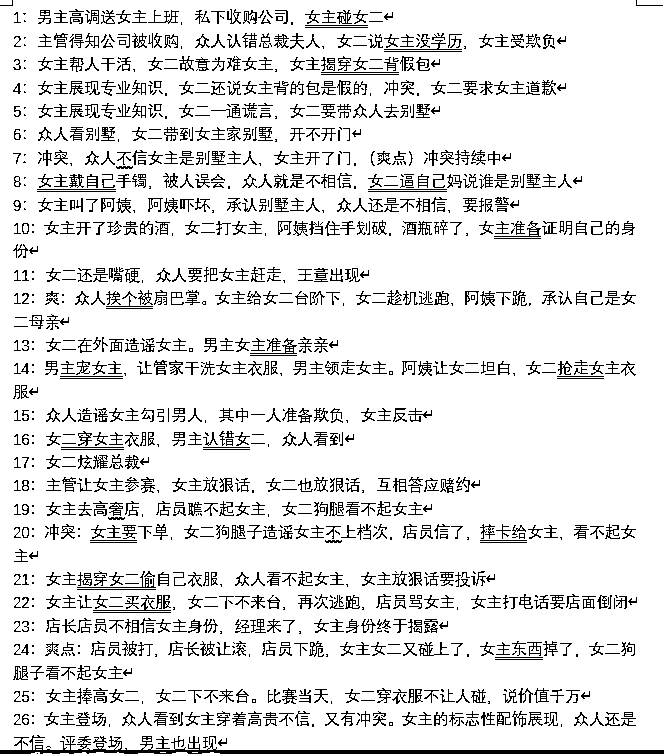 1：男主高调送女主上班，私下收购公司，女主碰女二
2：主管得知公司被收购，众人认错总裁夫人，女二说女主没学历，女主受欺负
3：女主帮人干活，女二故意为难女主，女主揭穿女二背假包
4：女主展现专业知识，女二还说女主背的包是假的，冲突，女二要求女主道歉
5：女主展现专业知识，女二一通谎言，女二要带众人去别墅
6：众人看别墅，女二带到女主家别墅，开不开门
7：冲突，众人不信女主是别墅主人，女主开了门，（爽点）冲突持续中
8：女主戴自己手镯，被人误会，众人就是不相信，女二逼自己妈说谁是别墅主人
9：女主叫了阿姨，阿姨吓坏，承认别墅主人，众人还是不相信，要报警
10：女主开了珍贵的酒，女二打女主，阿姨挡住手划破，酒瓶碎了，女主准备证明自己的身
份
11：女二还是嘴硬，众人要把女主赶走，王董出现
12：爽：众人挨个被扇巴掌。女主给女二台阶下，女二趁机逃跑，阿姨下跪，承认自己是女
二母亲
13：女二在外面造谣女主。男主女主准备亲亲
14：男主宠女主，让管家干洗女主衣服，男主领走女主。阿姨让女二坦白，女二抢走女主衣
服
15：众人造谣女主勾引男人，其中一人准备欺负，女主反击
16：女二穿女主衣服，男主认错女二，众人看到
17：女二炫耀总裁
18：主管让女主参赛，女主放狠话，女二也放狠话，互相答应赌约
19：女主去高奢店，店员瞧不起女主，女二狗腿看不起女主
20：冲突：女主要下单，女二狗腿子造谣女主不上档次，店员信了，摔卡给女主，看不起女
主
21：女主揭穿女二偷自己衣服，众人看不起女主，女主放狠话要投诉
22：女主让女二买衣服，女二下不来台，再次逃跑，店员骂女主，女主打电话要店面倒闭
23：店长店员不相信女主身份，经理来了，女主身份终于揭露
24：爽点：店员被打，店长被让滚，店员下跪，女主女二又碰上了，女主东西掉了，女二狗
腿子看不起女主
25：女主捧高女二，女二下不来台。比赛当天，女二穿衣服不让人碰，说价值千万
26：女主登场，众人看到女主穿着高贵不信，又有冲突。女主的标志性配饰展现，众人还是
不信。评委登场，男主也出现